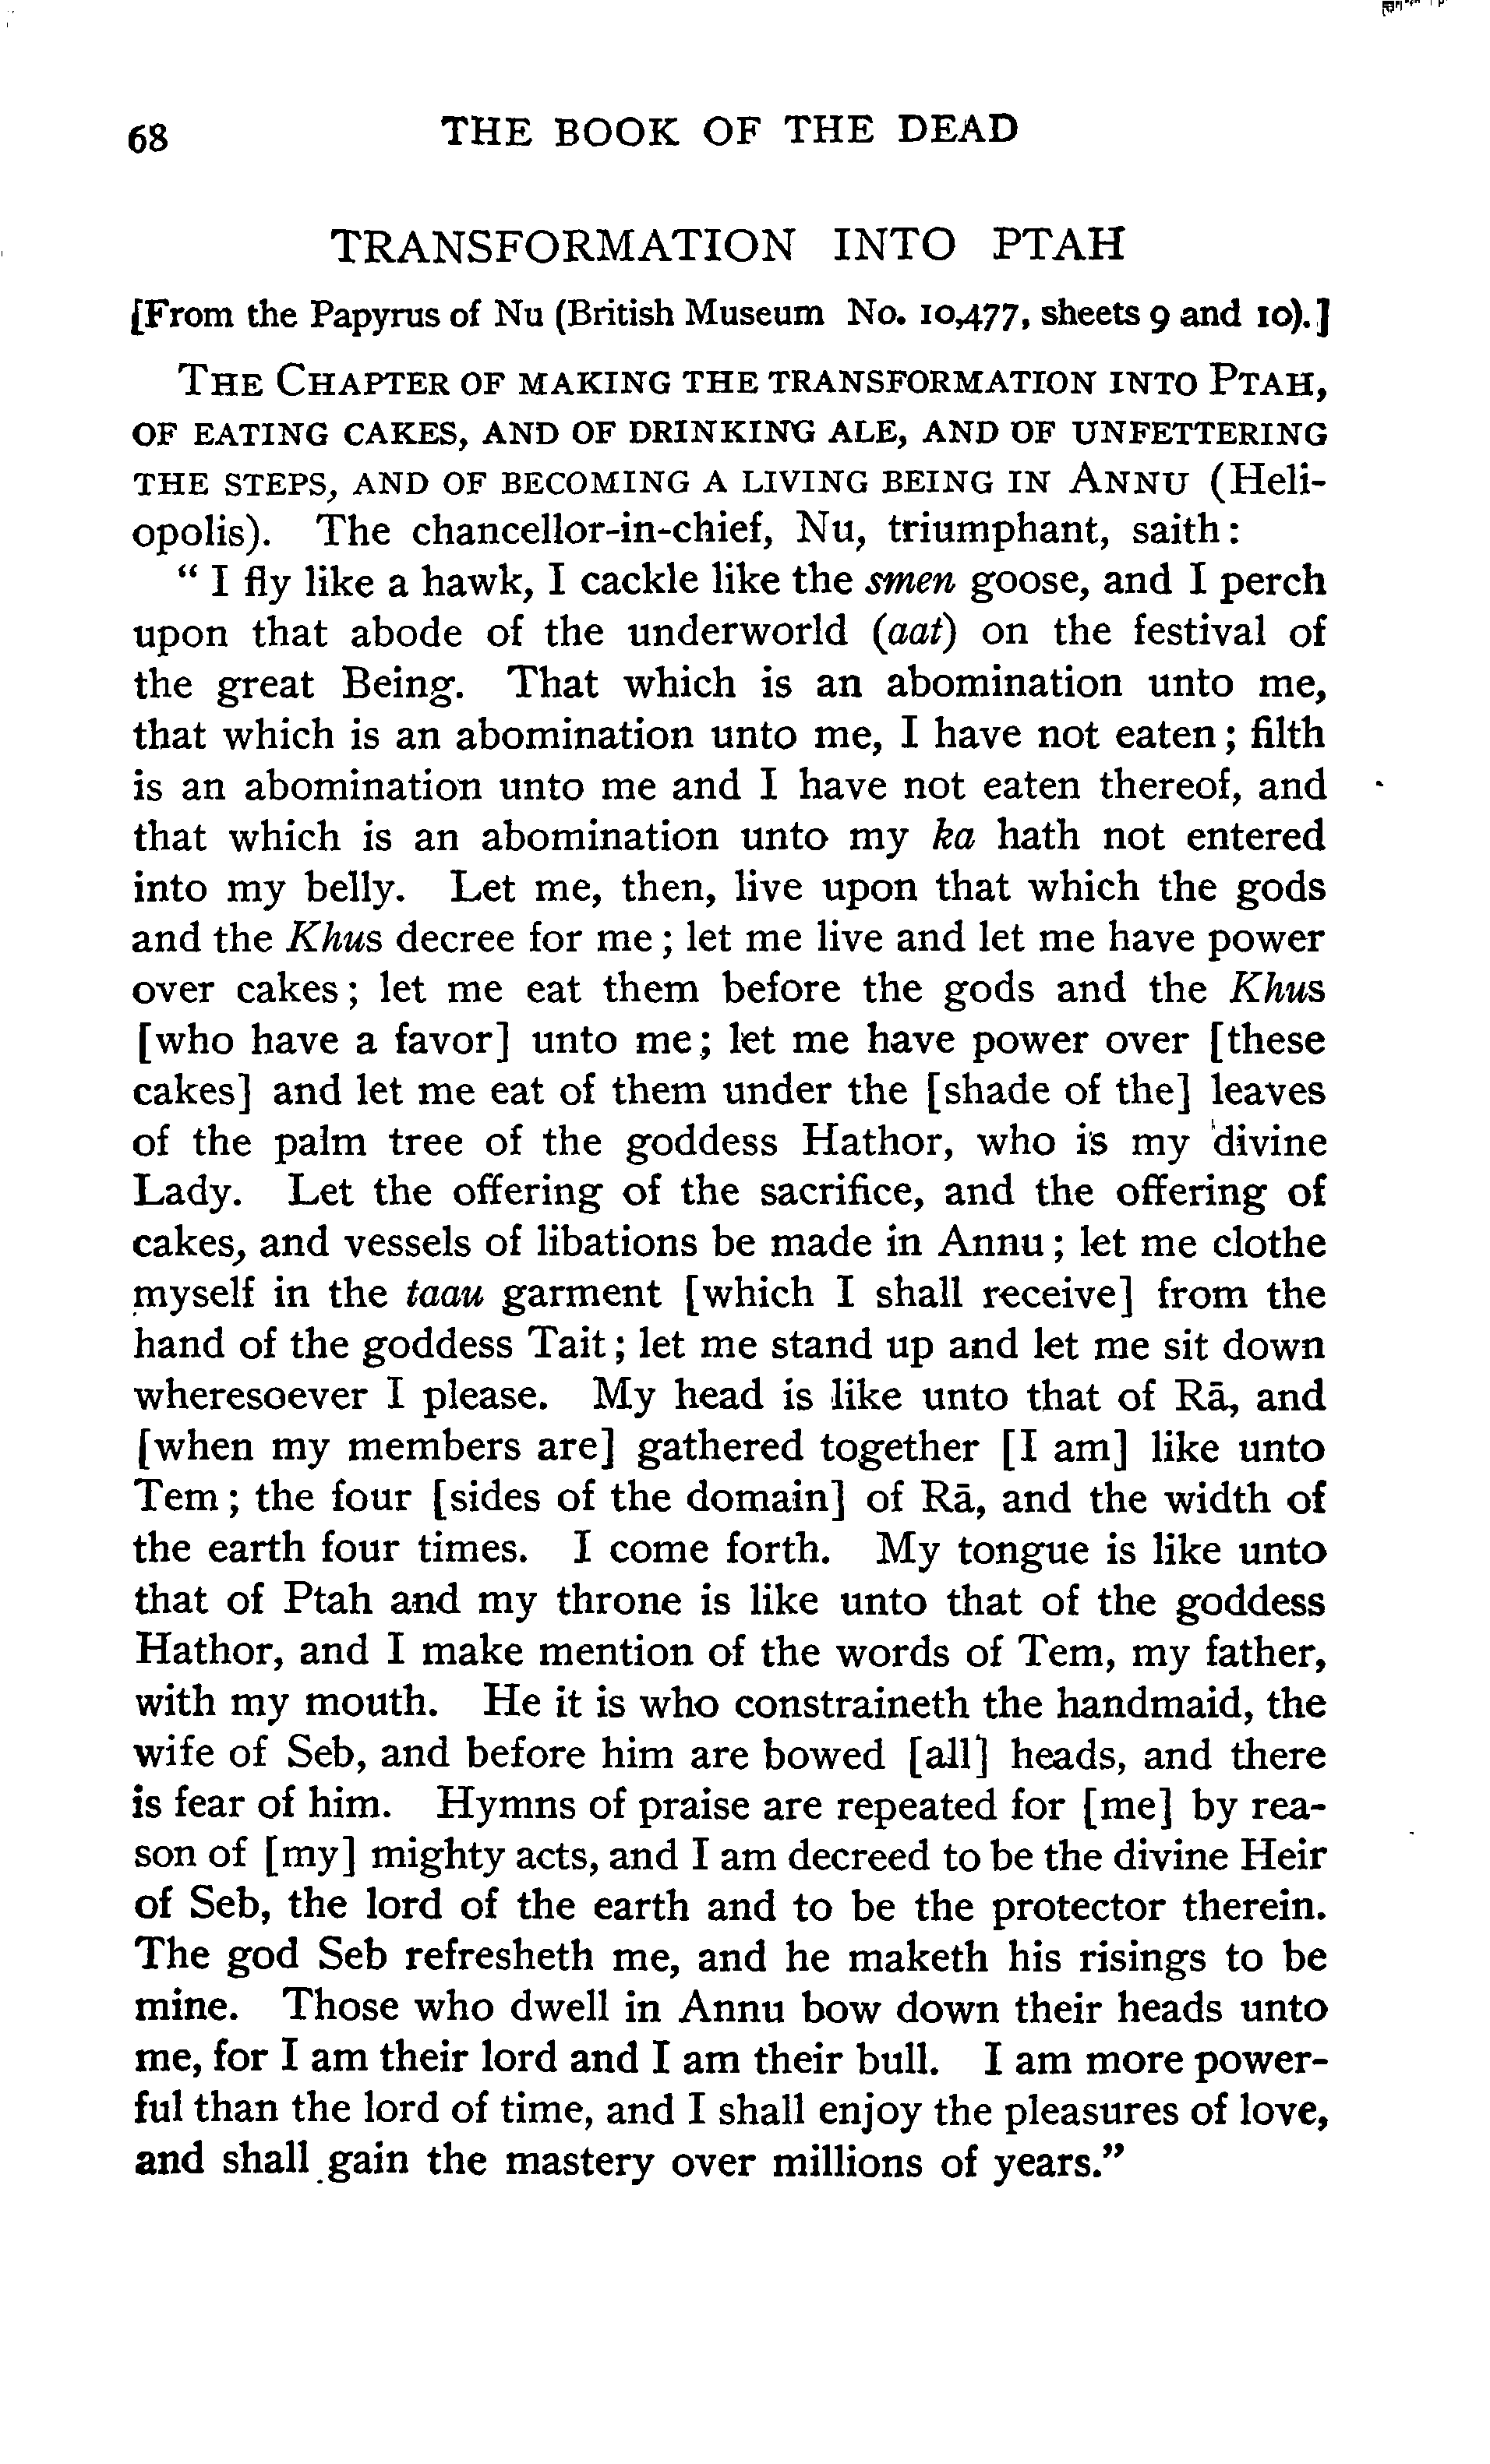 68 THE BOOK OF THE DEAD
TRANSFORMATION INTO PTAH
[From the Papyrus of Nu (British Museum No. 10,477, sheets 9 and 10).]
THE CHAPTER OF MAKING THE TRANSFORMATION INTO PTAH,
OF EATING CAKES, AND OF DRINKING ALE, AND OF UNFETTERING
THE STEPS, AND OF BECOMING A LIVING BEING IN ANNU (Heli-
opolis). The chancellor-in-chief, Nu, triumphant, saith:
" I fly like a hawk, I cackle like the smen goose, and I perch
upon that abode of the underworld (aat) on the festival of
the great Being. That which is an abomination unto me,
that which is an abomination unto me, I have not eaten; filth
is an abomination unto me and I have not eaten thereof, and
that which is an abomination unto my ka hath not entered
into my belly. Let me, then, live upon that which the gods
and the Khus decree for me; let me live and let me have power
over cakes; let me eat them before the gods and the Khus
[who have a favor] unto me; let me have power over [these
cakes] and let me eat of them under the [shade of the] leaves
of the palm tree of the goddess Hathor, who is my divine
Lady. Let the offering of the sacrifice, and the offering of
cakes, and vessels of libations be made in Annu; let me clothe
myself in the taau garment [which I shall receive] from the
hand of the goddess Tait; let me stand up and let me sit down
wheresoever I please. My head is like unto that of Rā, and
[when my members are] gathered together [I am] like unto
Tem; the four [sides of the domain] of Rā, and the width of
the earth four times. I come forth. My tongue is like unto
that of Ptah and my throne is like unto that of the goddess
Hathor, and I make mention of the words of Tem, my father,
with my mouth. He it is who constraineth the handmaid, the
wife of Seb, and before him are bowed [all] heads, and there
is fear of him. Hymns of praise are repeated for [me] by rea-
son of [my] mighty acts, and I am decreed to be the divine Heir
of Seb, the lord of the earth and to be the protector therein.
The god Seb refresheth me, and he maketh his risings to be
mine. Those who dwell in Annu bow down their heads unto
me, for I am their lord and I am their bull. I am more power-
ful than the lord of time, and I shall enjoy the pleasures of love,
and shall gain the mastery over millions of years."